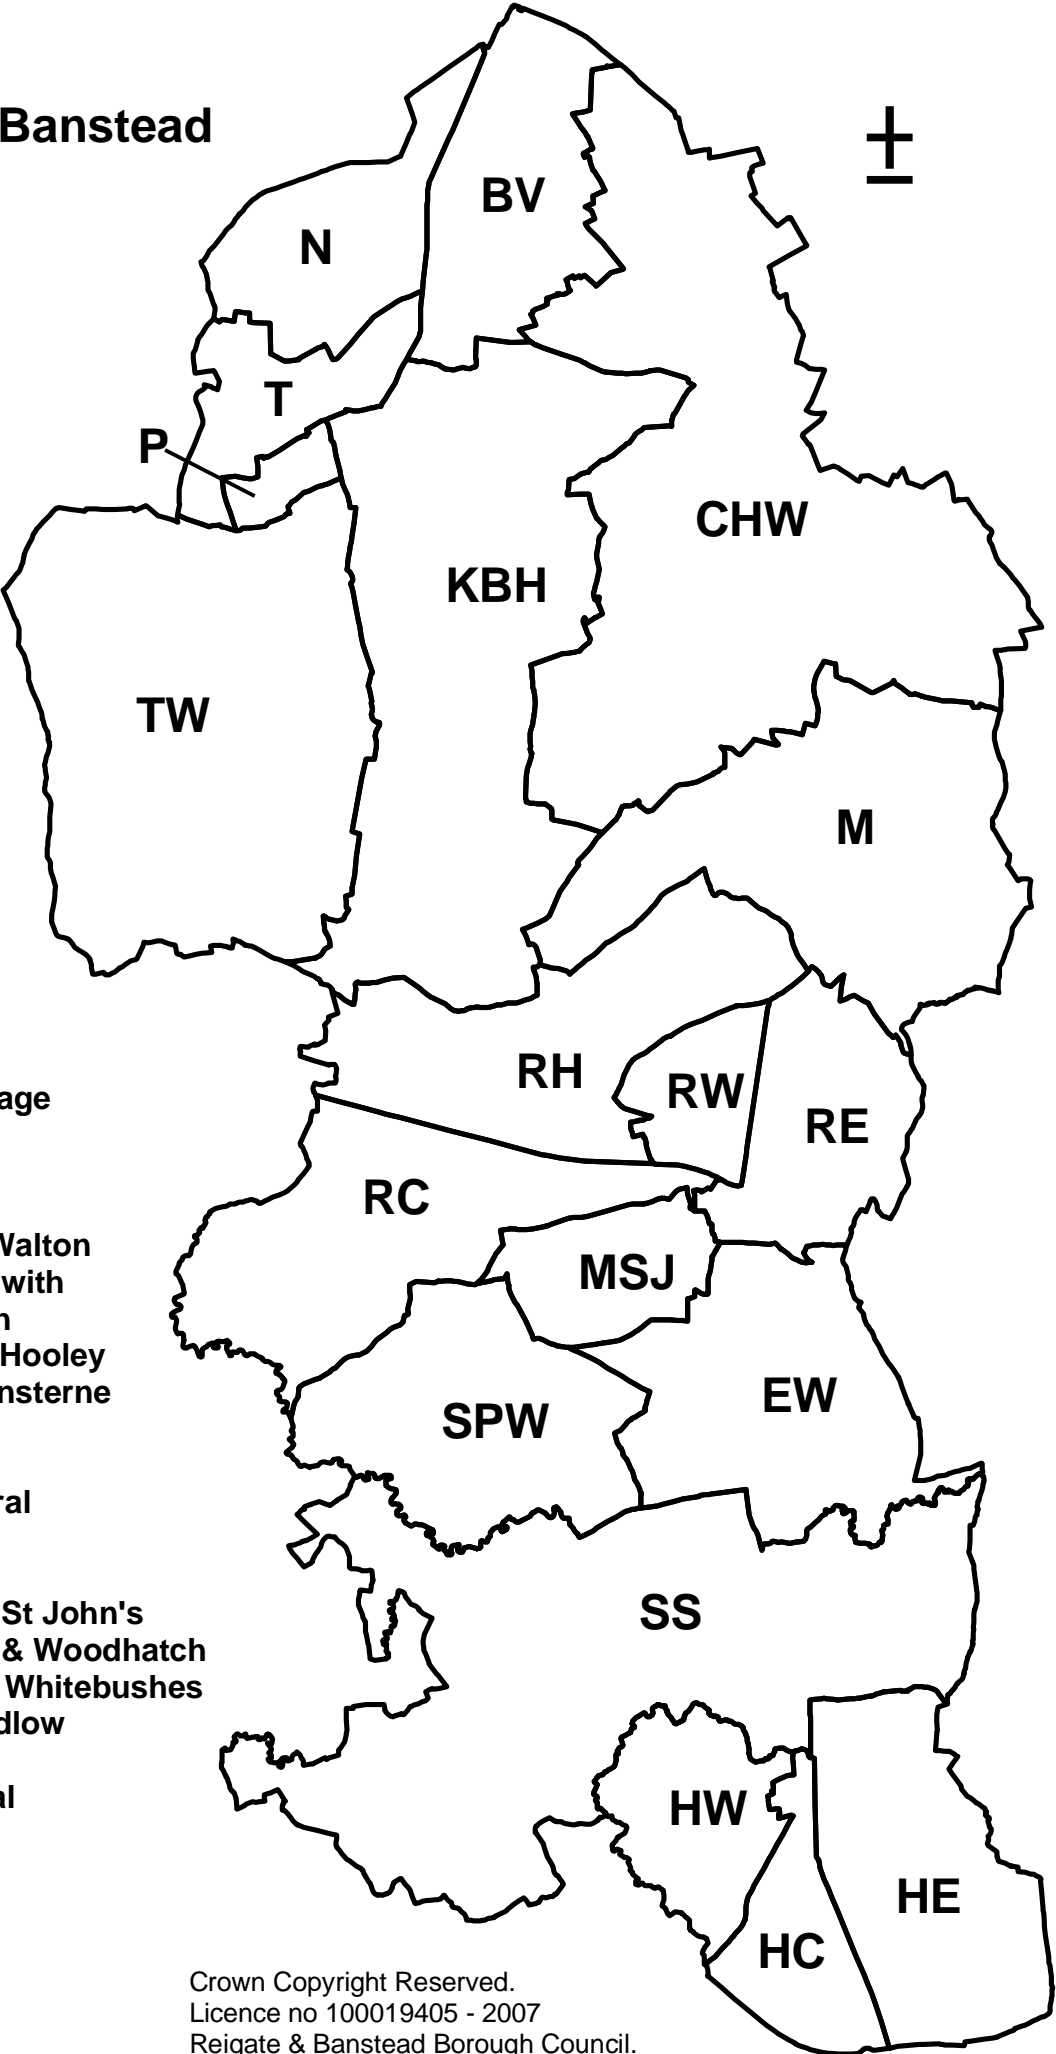 Banstead
±
BV
N
T
P
CHW
KBH
TW
M
RH
RW
RE
RC
MSJ
EW
SPW
SS
HW
HE
HC
age
Walton
with
n
Hooley
nsterne
ral
St John's
& Woodhatch
Whitebushes
dlow
al
Crown Copyright Reserved.
Licence no 100019405 - 2007
Reigate & Banstead Borough Council.